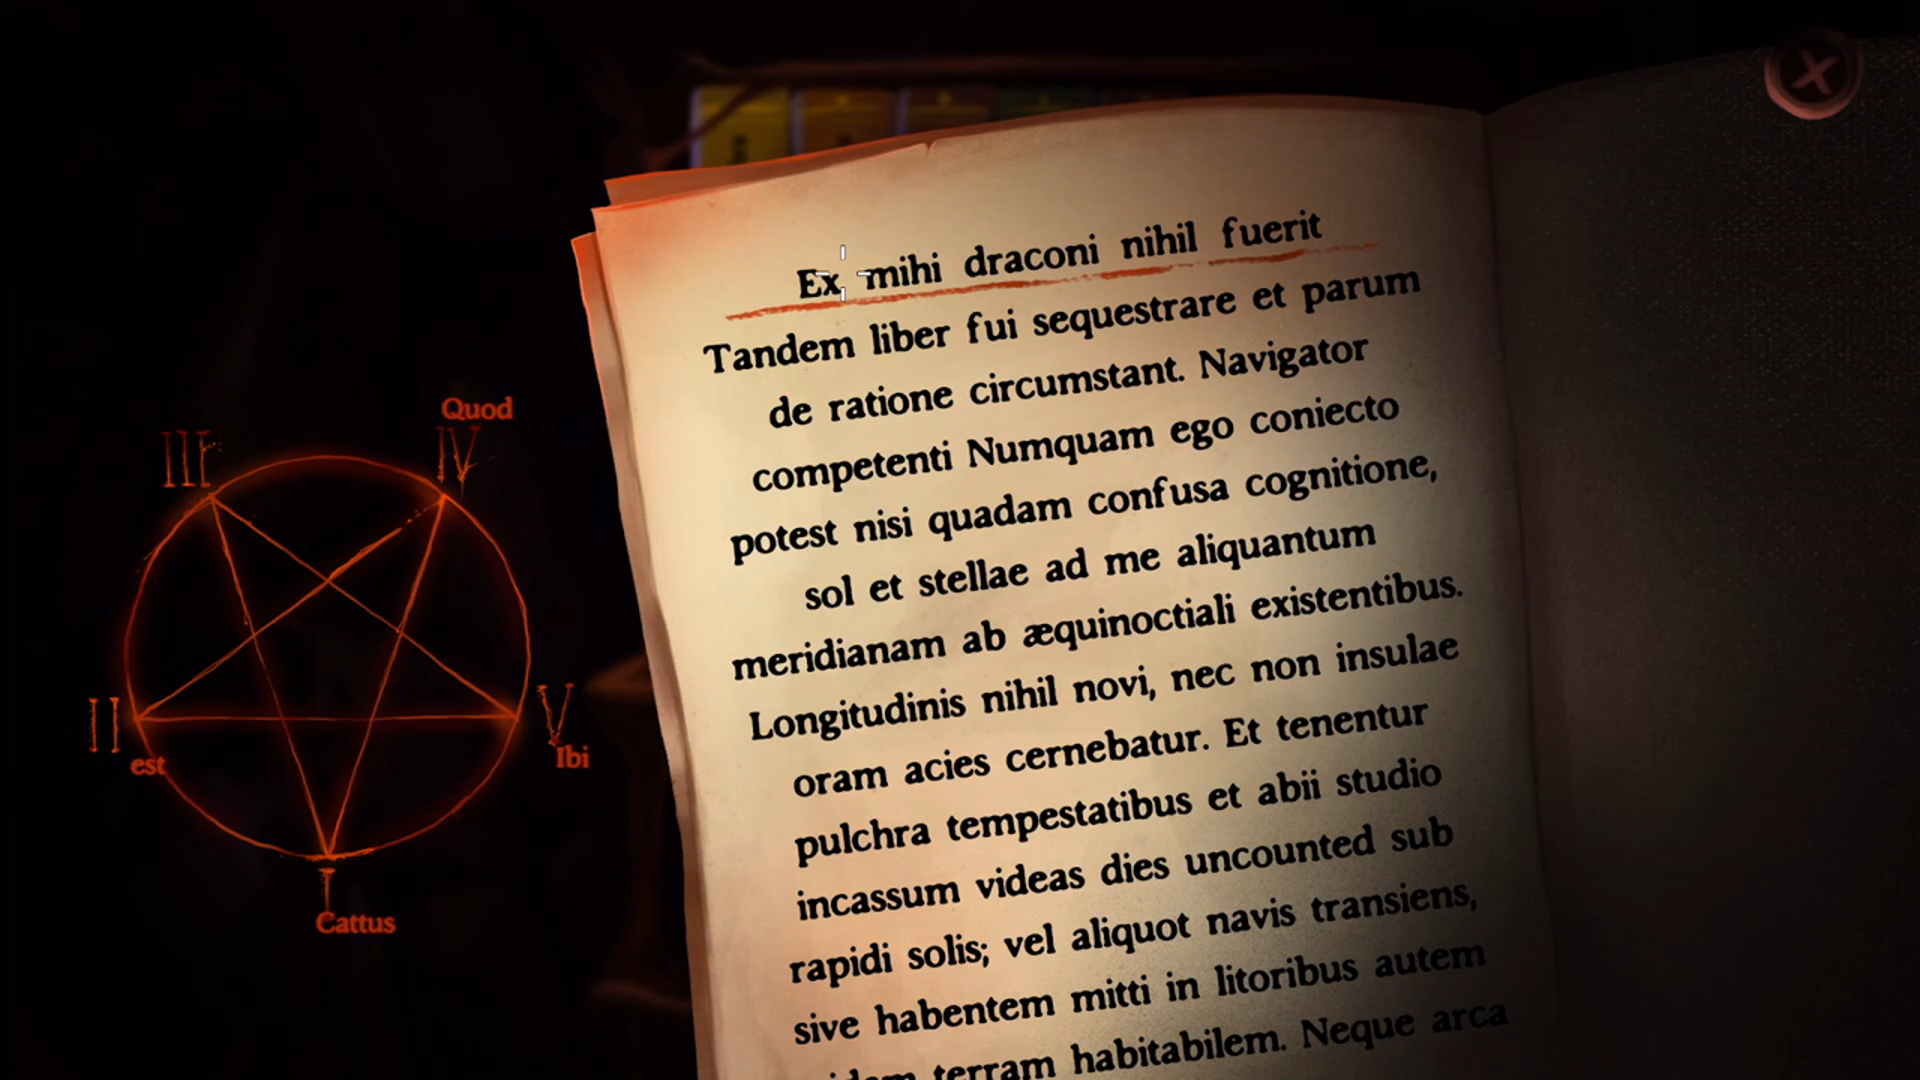 Quod
III
IV
II
est
V
Ibi
I
Cattus
Ex mihi draconi nihil fuerit
Tandem liber fui sequestrare et parum
de ratione circumstant. Navigator
competenti Numquam ego coniecto
potest nisi quadam confusa cognitione,
sol et stellae ad me aliquantum
meridianam ab æquinoctiali existentibus.
Longitudinis nihil novi, nec non insulae
oram acies cernebatur. Et tenentur
pulchra tempestatibus et abii studio
incassum videas dies uncounted sub
rapidi solis; vel aliquot navis transiens,
sive habentem mitti in litoribus autem
terram habitabilem. Neque arca